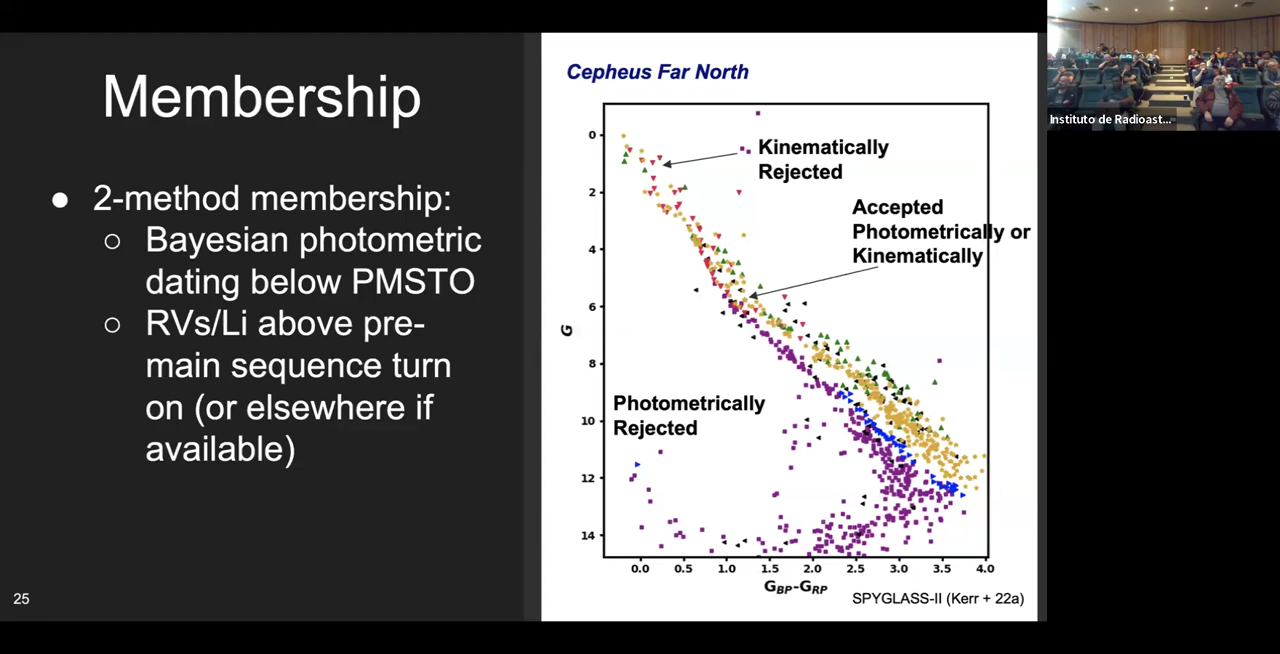 Membership
● 2-method membership:
○ Bayesian photometric
dating below PMSTO
○ RVs/Li above pre-
main sequence turn
on (or elsewhere if
available)
25
Cepheus Far North
Kinematically
Rejected
Accepted
Photometrically or
Kinematically
Photometrically
Rejected
G
0
2
4
6
8
10
12
14
0.0 0.5 1.0 1.5 2.0 2.5 3.0 3.5 4.0
GBP-GRP
SPYGLASS-II (Kerr + 22a)
Instituto de Radioast...